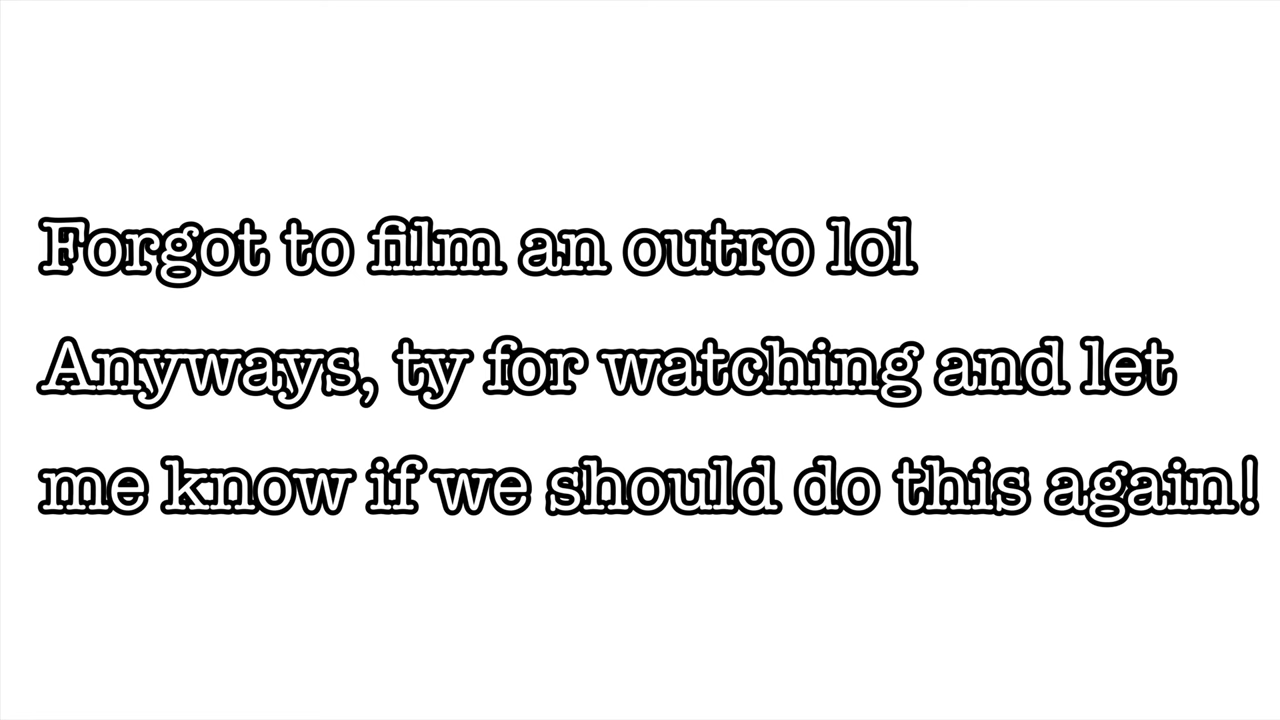 Forgot to film an outro lol
Anyways, ty for watching and let
me know if we should do this again!